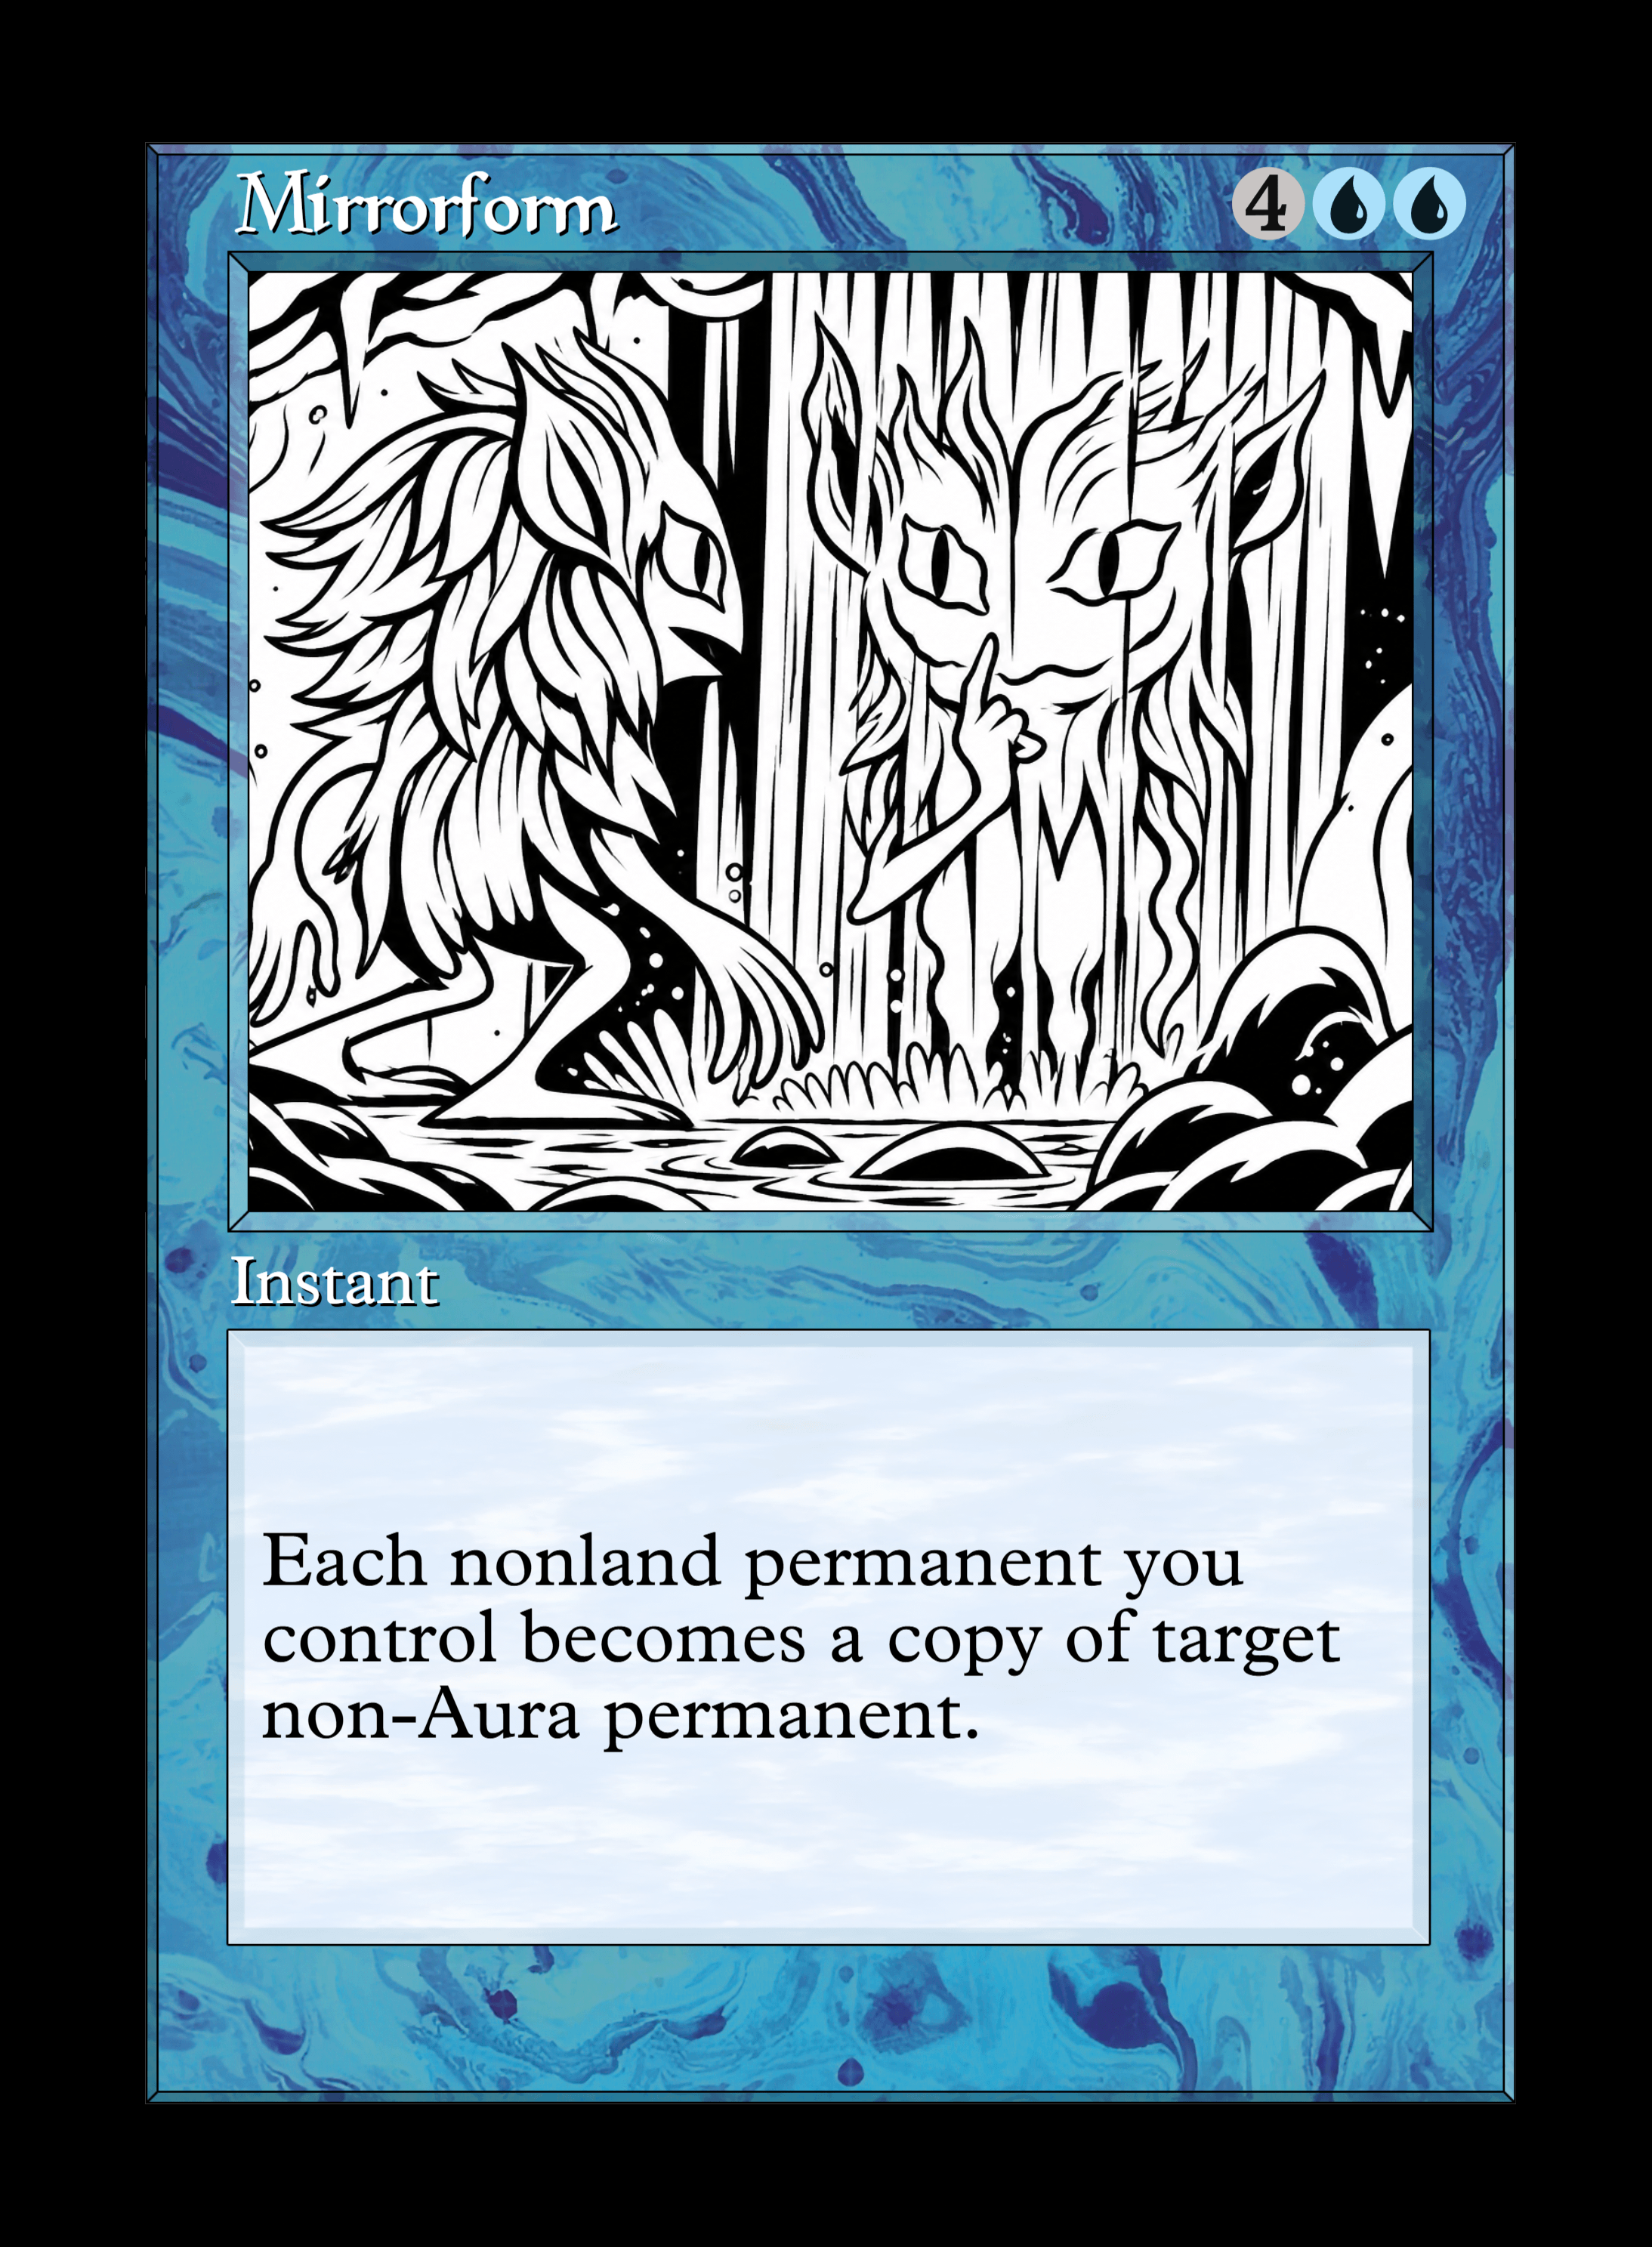 Mirrorform 4
Instant
Each nonland permanent you
control becomes a copy of target
non-Aura permanent.